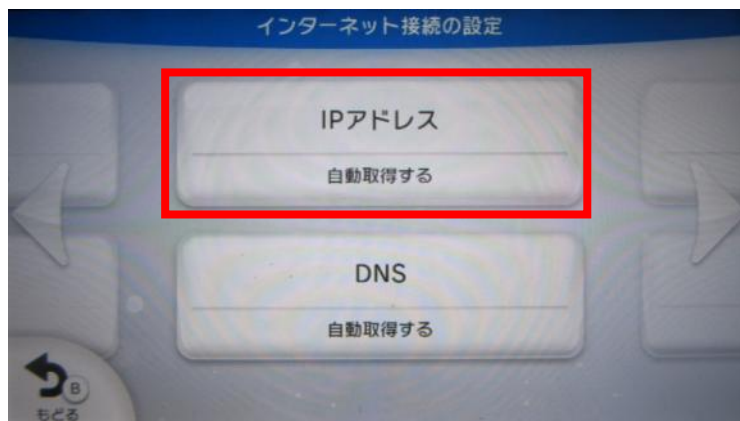 インターネット接続の設定
IPアドレス
自動取得する
DNS
自動取得する
B
もどる